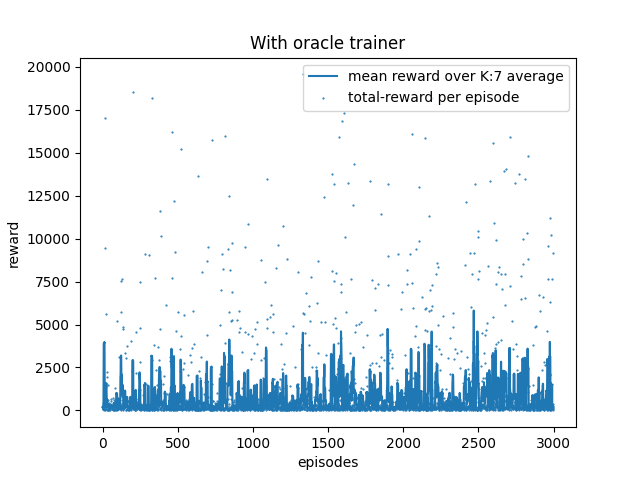 With oracle trainer
mean reward over K:7 average
total-reward per episode
20000
17500
15000
12500
10000
7500
5000
2500
0
reward
0 500 1000 1500 2000 2500 3000
episodes